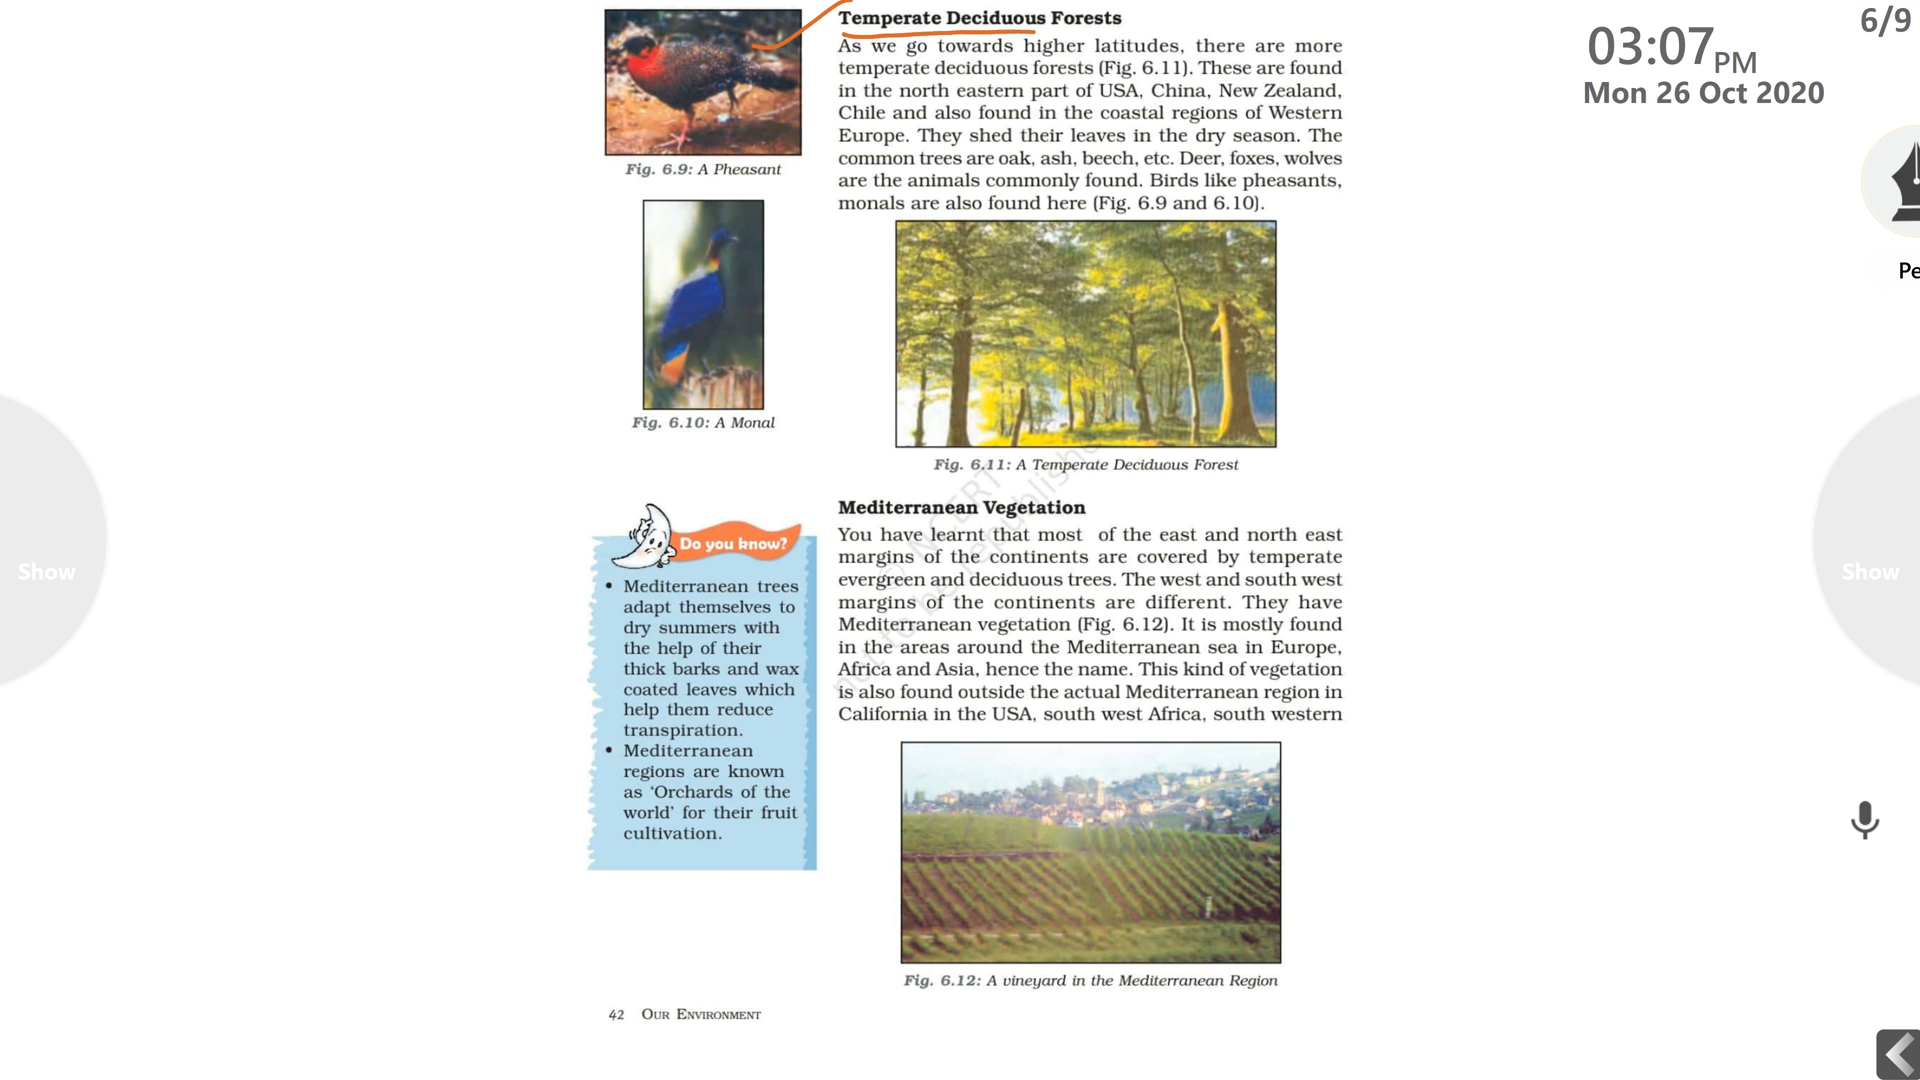 Temperate Deciduous Forests
As we go towards higher latitudes, there are more
temperate deciduous forests (Fig. 6.11). These are found
in the north eastern part of USA, China, New Zealand,
Chile and also found in the coastal regions of Western
Europe. They shed their leaves in the dry season. The
common trees are oak, ash, beech, etc. Deer, foxes, wolves
are the animals commonly found. Birds like pheasants,
monals are also found here (Fig. 6.9 and 6.10).
Fig. 6.9: A Pheasant
Fig. 6.10: A Monal
Fig. 6.11: A Temperate Deciduous Forest
Do you know?
• Mediterranean trees
adapt themselves to
dry summers with
the help of their
thick barks and wax
coated leaves which
help them reduce
transpiration.
• Mediterranean
regions are known
as ‘Orchards of the
world’ for their fruit
cultivation.
Mediterranean Vegetation
You have learnt that most of the east and north east
margins of the continents are covered by temperate
evergreen and deciduous trees. The west and south west
margins of the continents are different. They have
Mediterranean vegetation (Fig. 6.12). It is mostly found
in the areas around the Mediterranean sea in Europe,
Africa and Asia, hence the name. This kind of vegetation
is also found outside the actual Mediterranean region in
California in the USA, south west Africa, south western
Fig. 6.12: A vineyard in the Mediterranean Region
42 OUR ENVIRONMENT
© NCERT
not to be republished
6/9
03:07 PM
Mon 26 Oct 2020
Pe
Show
Show